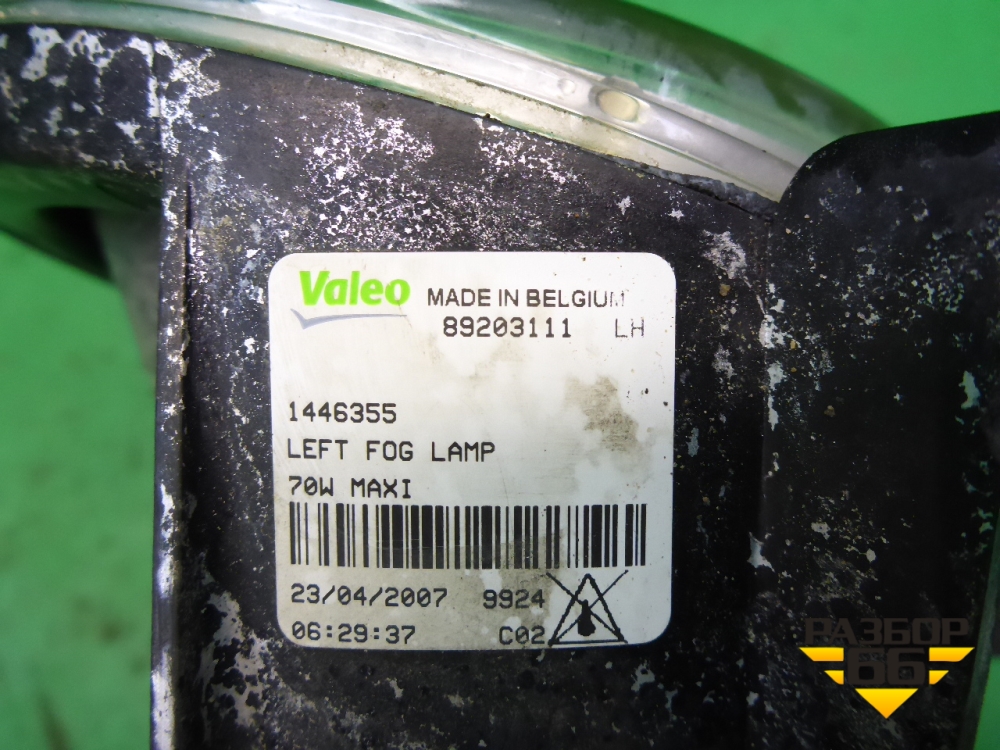 Valeo MADE IN BELGIUM
89203111 LH
1446355
LEFT FOG LAMP
70W MAXI
23/04/2007 9924
06:29:37 C02
РАЗБОР
66